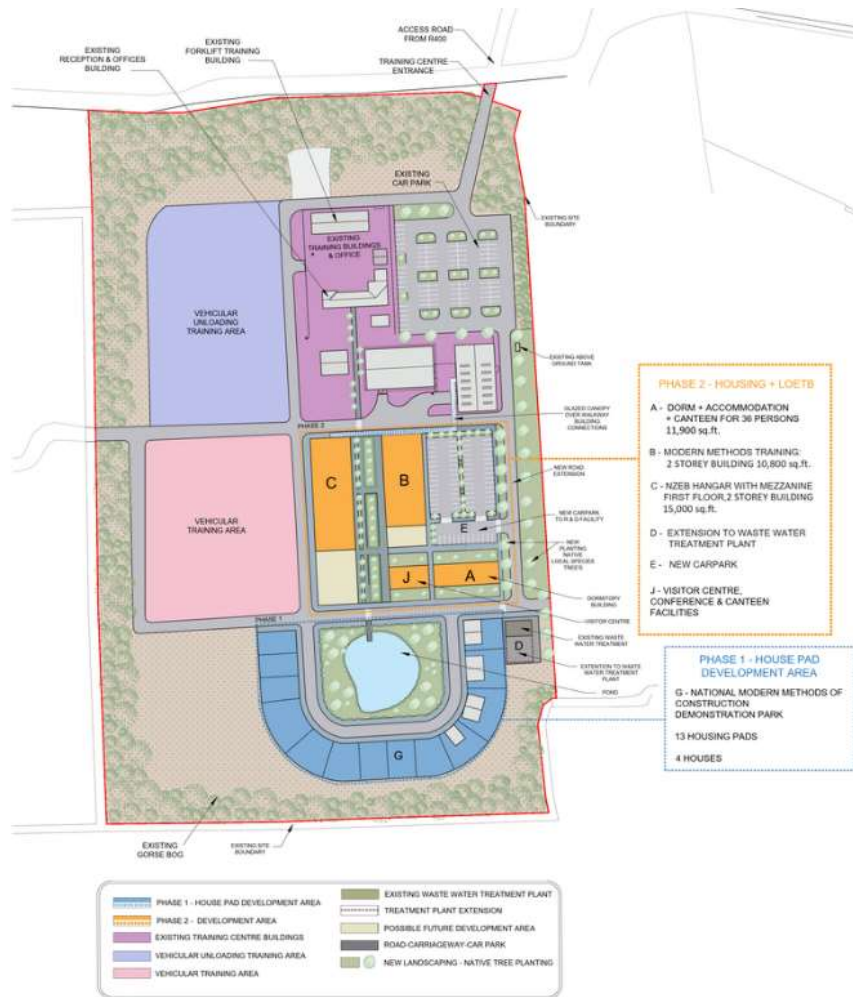 ACCESS ROAD
FROM R400
EXISTING
FORKLIFT TRAINING
BUILDING
EXISTING
RECEPTION & OFFICES
BUILDING
TRAINING CENTRE
ENTRANCE
EXISTING
CAR PARK
EXISTING SITE
BOUNDARY
EXISTING
TRAINING BUILDINGS
& OFFICE
VEHICULAR
UNLOADING
TRAINING AREA
EXISTING ABOVE
GROUND TANK
GLAZED CANOPY
OVER WALKWAY
BUILDING
CONNECTIONS
PHASE 2
NEW ROAD
EXTENSION
C
B
VEHICULAR
TRAINING AREA
NEW CARPARK
TO R & D FAUILTY
E
NEW
PLANTING
NATIVE
LOCAL SPECIES
TREES
J
A
DORMITORY
BUILDING
VISITOR CENTRE
PHASE 1
EXISTING WASTE
WATER TREATMENT
D
EXTENTION TO WASTE
WATER TREATMENT
PLANT
POND
G
EXISTING
GORSE BOG
EXISTING SITE
BOUNDARY
PHASE 2 - HOUSING + LOETB
A - DORM + ACCOMMODATION
+ CANTEEN FOR 36 PERSONS
11,900 sq.ft.
B - MODERN METHODS TRAINING:
2 STOREY BUILDING 10,800 sq.ft.
C - NZEB HANGAR WITH MEZZANINE
FIRST FLOOR,2 STOREY BUILDING
15,000 sq.ft.
D - EXTENSION TO WASTE WATER
TREATMENT PLANT
E - NEW CARPARK
J - VISITOR CENTRE,
CONFERENCE & CANTEEN
FACILITIES
PHASE 1 - HOUSE PAD
DEVELOPMENT AREA
G - NATIONAL MODERN METHODS OF
CONSTRUCTION
DEMONSTRATION PARK
13 HOUSING PADS
4 HOUSES
PHASE 1 - HOUSE PAD DEVELOPMENT AREA
PHASE 2 - DEVELOPMENT AREA
EXISTING TRAINING CENTRE BUILDINGS
VEHICULAR UNLOADING TRAINING AREA
VEHICULAR TRAINING AREA
EXISTING WASTE WATER TREATMENT PLANT
TREATMENT PLANT EXTENSION
POSSIBLE FUTURE DEVELOPMENT AREA
ROAD-CARRIAGEWAY-CAR PARK
NEW LANDSCAPING - NATIVE TREE PLANTING